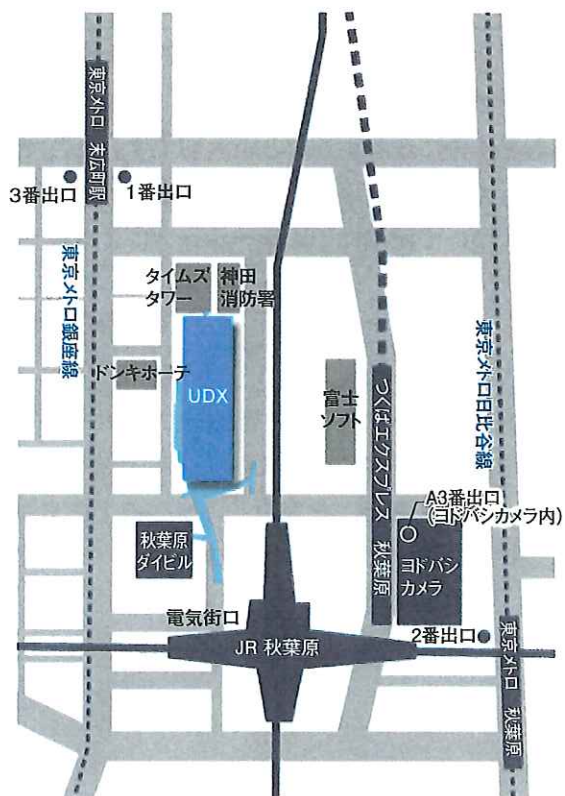 東京メトロ 末広町駅
3番出口
1番出口
東京メトロ銀座線
タイムズ
タワー
神田
消防署
ドンキホーテ
UDX
富士
ソフト
つくばエクスプレス 秋葉原
東京メトロ日比谷線
A3番出口
(ヨドバシカメラ内)
秋葉原
ダイビル
ヨドバシ
カメラ
電気街口
JR 秋葉原
2番出口
東京メトロ 秋葉原